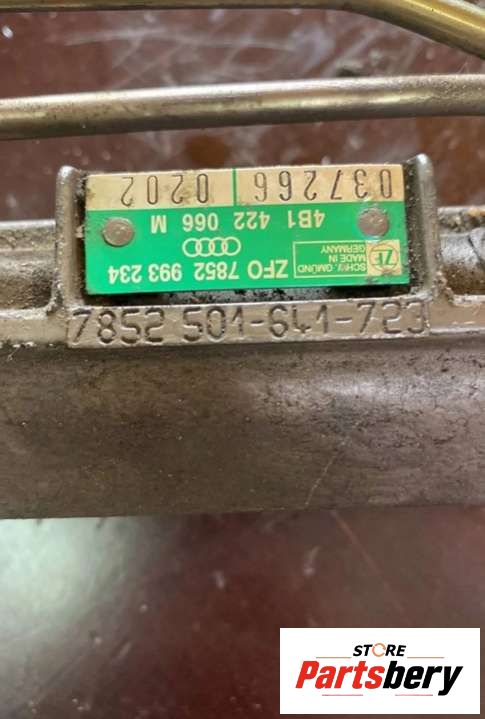 ZF
SCHW. GMÜND
MADE IN
GERMANY
ZFO 7852 993 234
4B1 422 066 M
037266 0202
7852 501-641-723
STORE
Partsbery